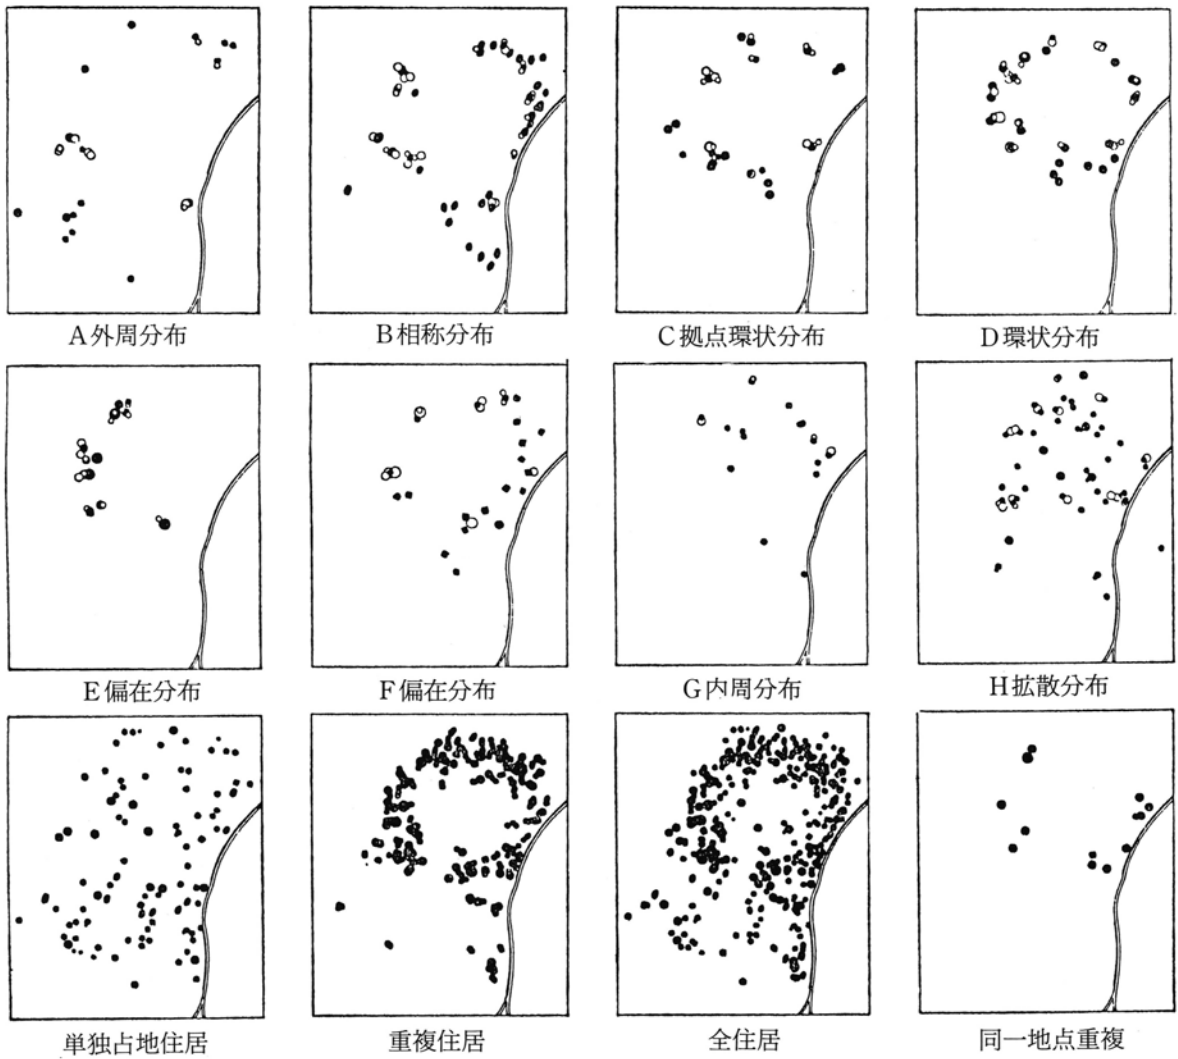 A外周分布
B相称分布
C拠点環状分布
D環状分布
E偏在分布
F偏在分布
G内周分布
H拡散分布
単独占地住居
重複住居
全住居
同一地点重複